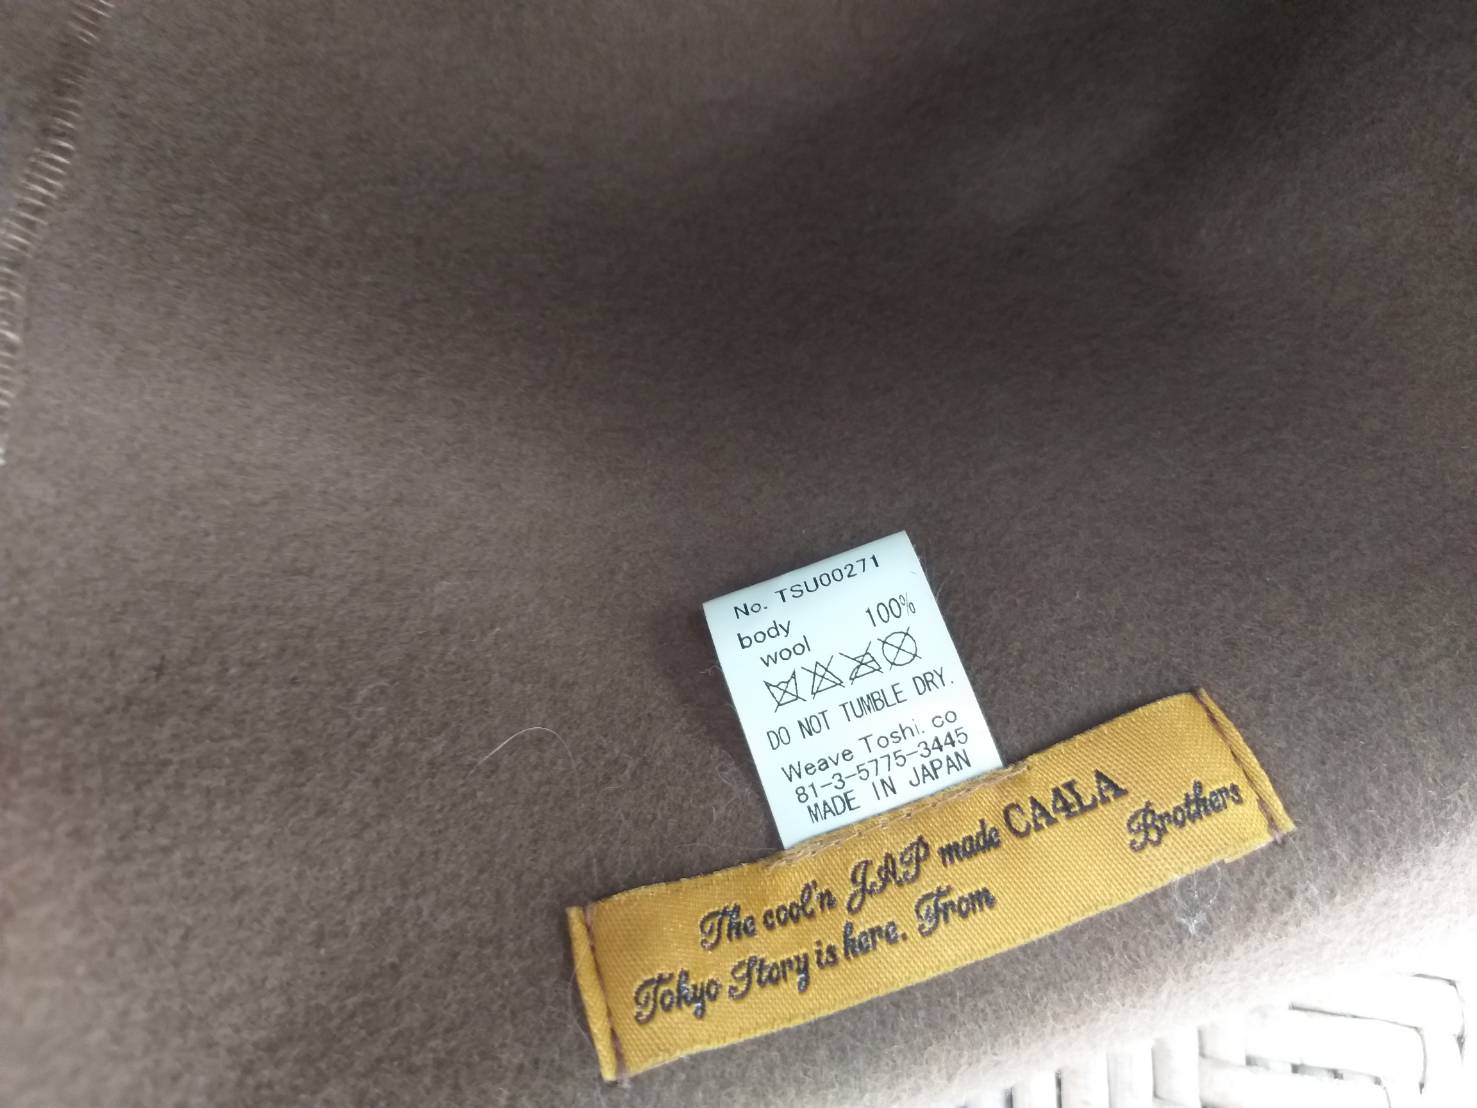 No. TSU00271
body
wool 100%
DO NOT TUMBLE DRY.
Weave Toshi. co
81-3-5775-3445
MADE IN JAPAN
The cool'n JAP made CA4LA
Tokyo Story is here. From Brothers